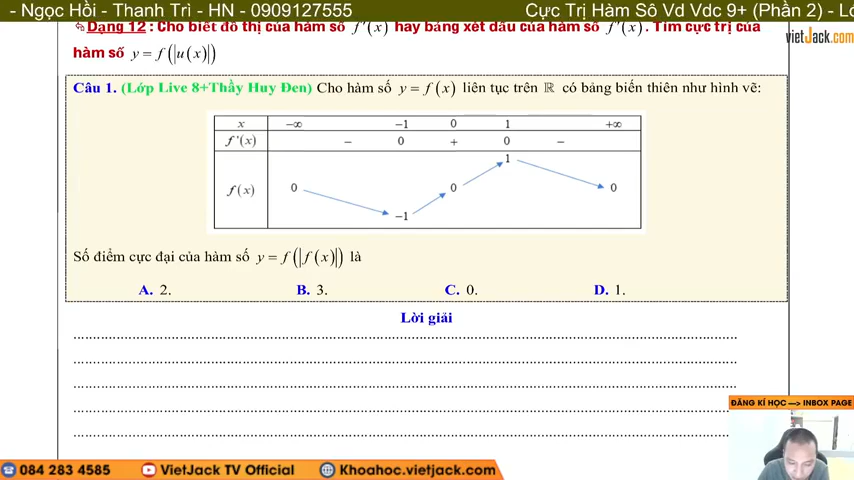 - Ngọc Hồi - Thanh Trì - HN - 0909127555 Cực Trị Hàm Số Vd Vdc 9+ (Phần 2) - Lớ
Dạng 12 : Cho biết đồ thị của hàm số f'(x) hay bảng xét dấu của hàm số f'(x). Tìm cực trị của
hàm số y = f(|u(x)|)
vietJack.com
Câu 1. (Lớp Live 8+Thầy Huy Đen) Cho hàm số y = f(x) liên tục trên ℝ có bảng biến thiên như hình vẽ:
x −∞ −1 0 1 +∞
f'(x) − 0 + 0 −
1
f(x) 0 0 0
−1
Số điểm cực đại của hàm số y = f(|f(x)|) là
A. 2. B. 3. C. 0. D. 1.
Lời giải
ĐĂNG KÍ HỌC —> INBOX PAGE
084 283 4585 VietJack TV Official Khoahoc.vietjack.com